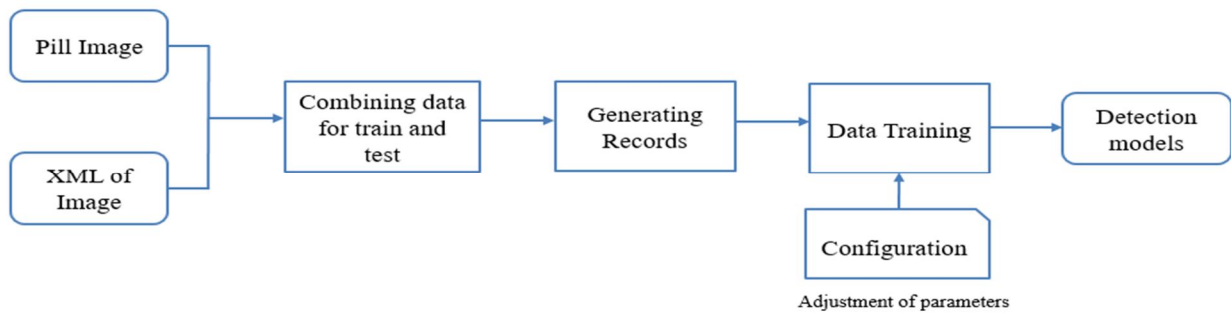 Pill Image
XML of
Image
Combining data
for train and
test
Generating
Records
Data Training
Detection
models
Configuration
Adjustment of parameters